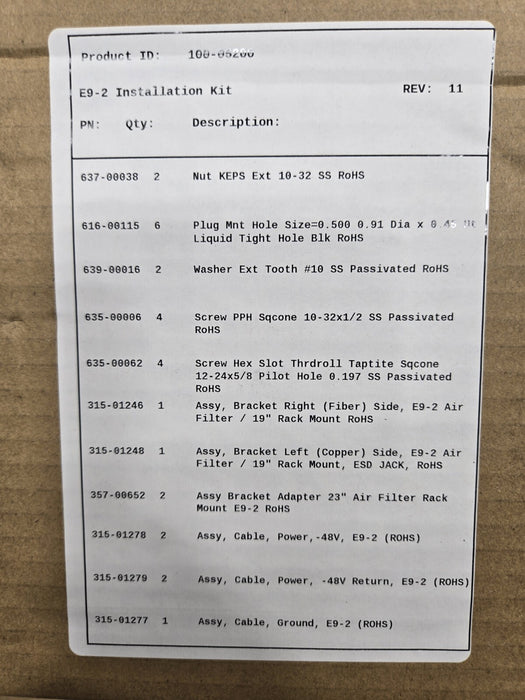 Product ID: 100-05200
E9-2 Installation Kit REV: 11
PN: Qty: Description:
637-00038 2 Nut KEPS Ext 10-32 SS RoHS
616-00115 6 Plug Mnt Hole Size=0.500 0.91 Dia x
Liquid Tight Hole Blk RoHS
639-00016 2 Washer Ext Tooth #10 SS Passivated RoHS
635-00006 4 Screw PPH Sqcone 10-32x1/2 SS Passivated
RoHS
635-00062 4 Screw Hex Slot Thrdroll Taptite Sqcone
12-24x5/8 Pilot Hole 0.197 SS Passivated
RoHS
315-01246 1 Assy, Bracket Right (Fiber) Side, E9-2 Air
Filter / 19" Rack Mount RoHS
315-01248 1 Assy, Bracket Left (Copper) Side, E9-2 Air
Filter / 19" Rack Mount, ESD JACK, RoHS
357-00652 2 Assy Bracket Adapter 23" Air Filter Rack
Mount E9-2 RoHS
315-01278 2 Assy, Cable, Power,-48V, E9-2 (ROHS)
315-01279 2 Assy, Cable, Power, -48V Return, E9-2 (ROHS)
315-01277 1 Assy, Cable, Ground, E9-2 (ROHS)